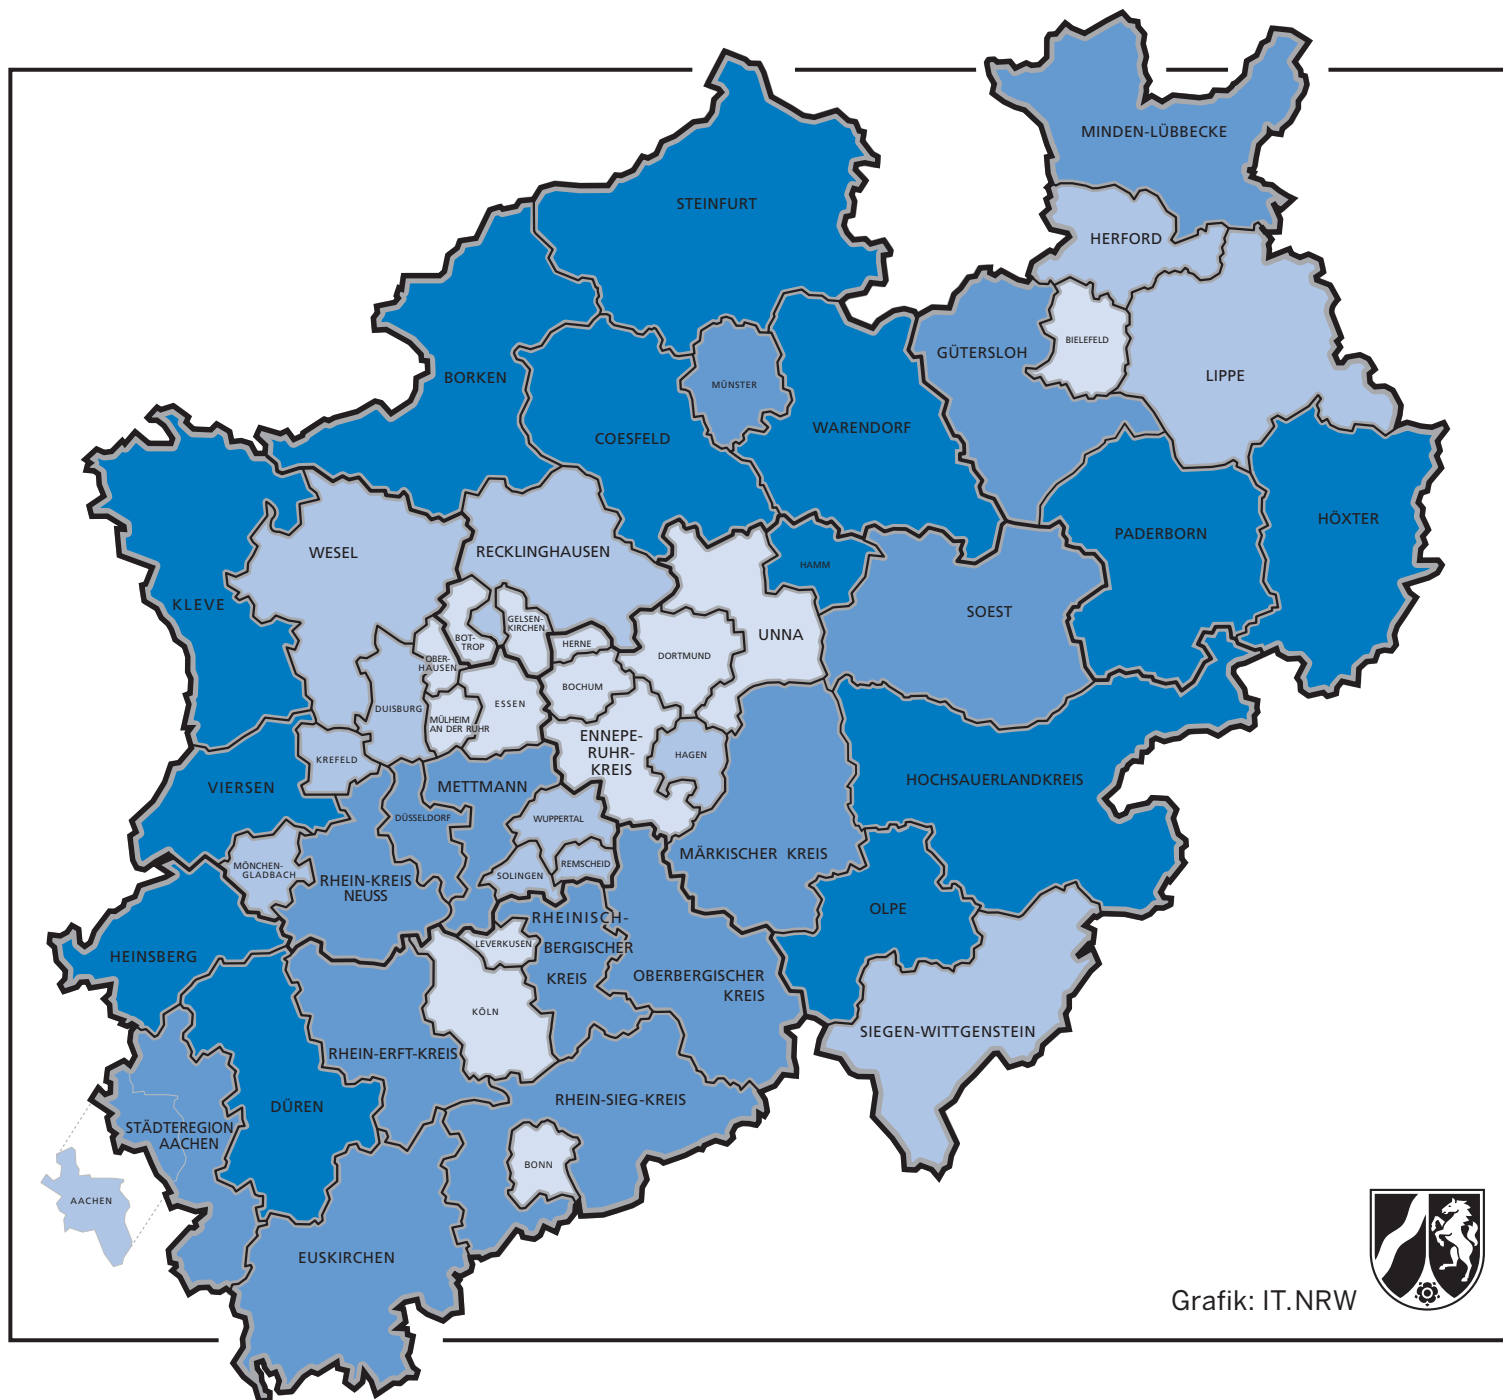 MINDEN-LÜBBECKE
STEINFURT
HERFORD
BIELEFELD
GÜTERSLOH
LIPPE
BORKEN
MÜNSTER
COESFELD
WARENDORF
HÖXTER
PADERBORN
WESEL
RECKLINGHAUSEN
HAMM
KLEVE
SOEST
GELSEN-
KIRCHEN
BOT-
TROP
HERNE
UNNA
DORTMUND
OBER-
HAUSEN
BOCHUM
ESSEN
DUISBURG
MÜLHEIM
AN DER RUHR
ENNEPE-
RUHR-
KREIS
HAGEN
KREFELD
VIERSEN
METTMANN
HOCHSAUERLANDKREIS
DÜSSELDORF
WUPPERTAL
MÄRKISCHER KREIS
MÖNCHEN-
GLADBACH
REMSCHEID
SOLINGEN
RHEIN-KREIS
NEUSS
OLPE
RHEINISCH-
BERGISCHER
KREIS
LEVERKUSEN
HEINSBERG
OBERBERGISCHER
KREIS
KÖLN
SIEGEN-WITTGENSTEIN
RHEIN-ERFT-KREIS
RHEIN-SIEG-KREIS
DÜREN
STÄDTEREGION
AACHEN
BONN
AACHEN
EUSKIRCHEN
Grafik: IT.NRW